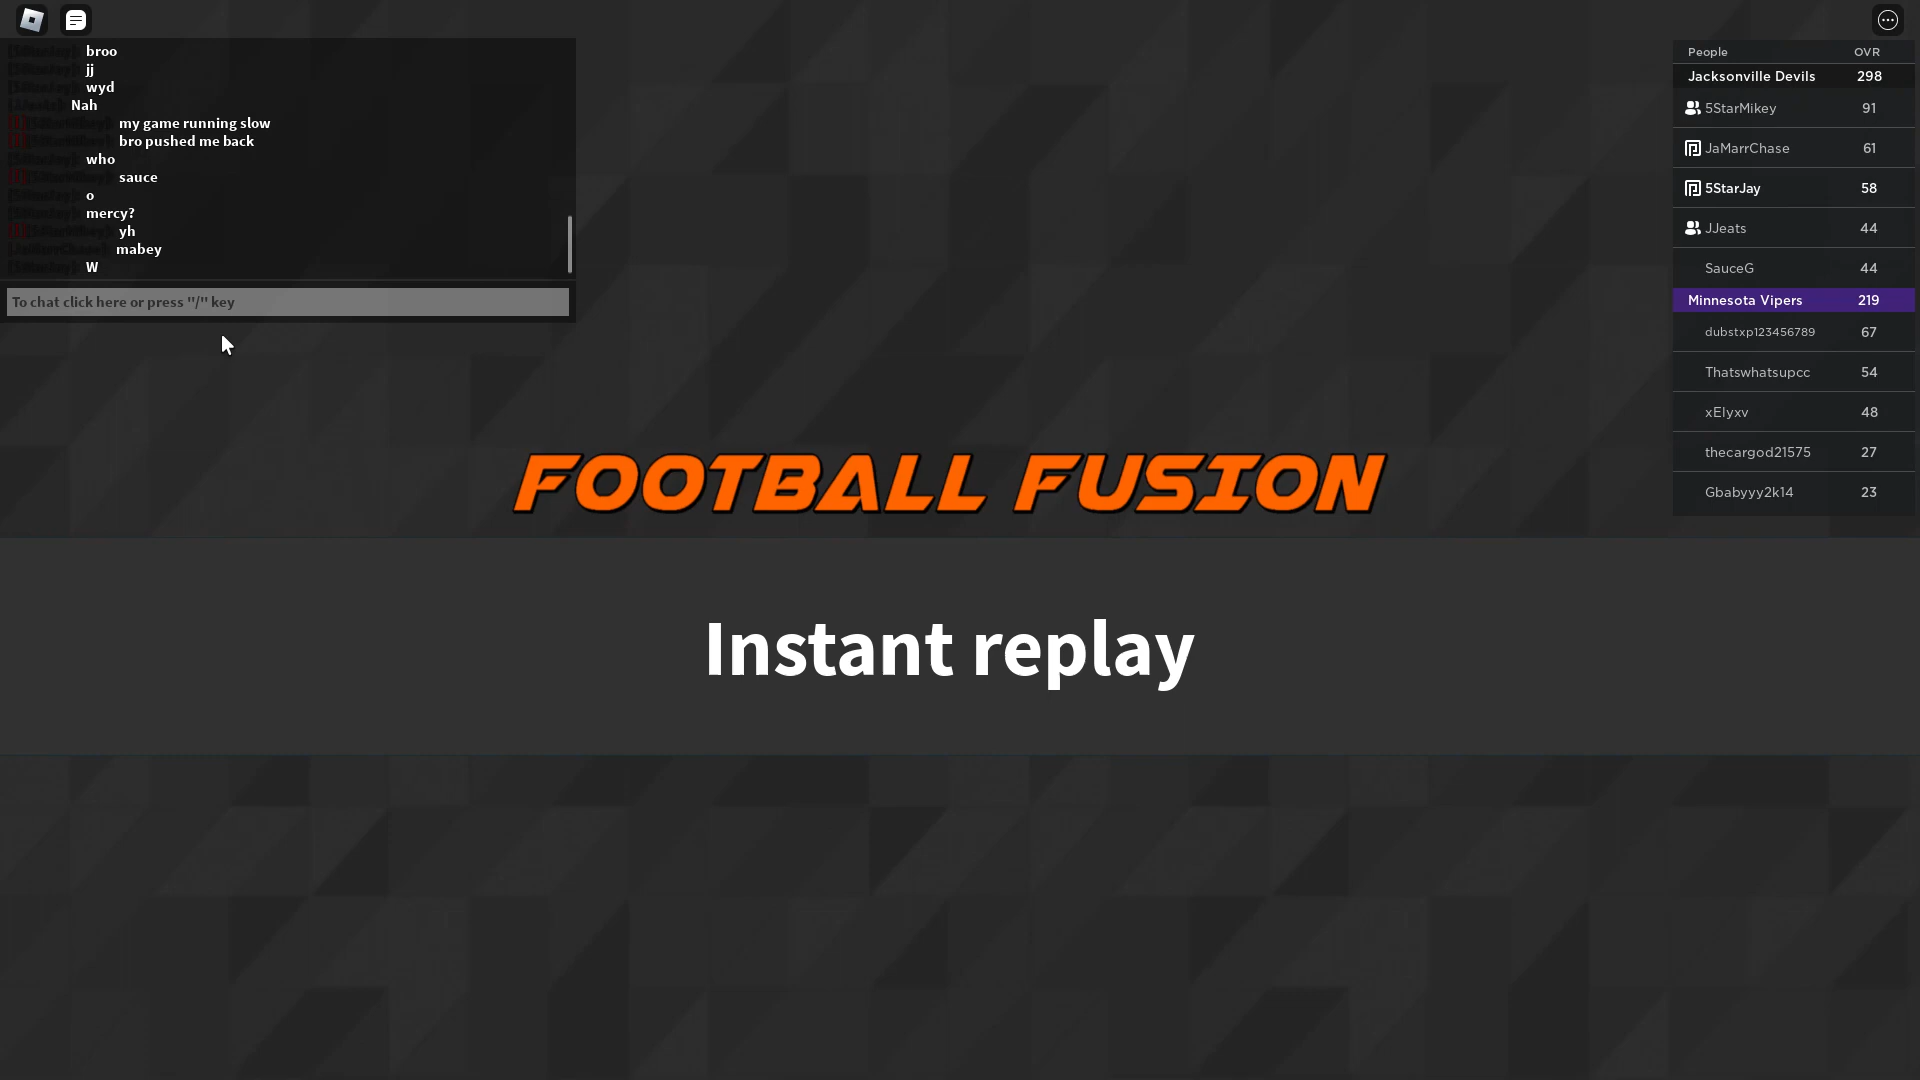 broo
jj
wyd
Nah
my game running slow
bro pushed me back
who
sauce
o
mercy?
yh
mabey
W
To chat click here or press "/" key
People OVR
Jacksonville Devils 298
5StarMikey 91
JaMarrChase 61
5StarJay 58
JJeats 44
SauceG 44
Minnesota Vipers 219
dubstxp123456789 67
Thatswhatsupcc 54
xElyxv 48
thecargod21575 27
Gbabyyy2k14 23
FOOTBALL FUSION
Instant replay